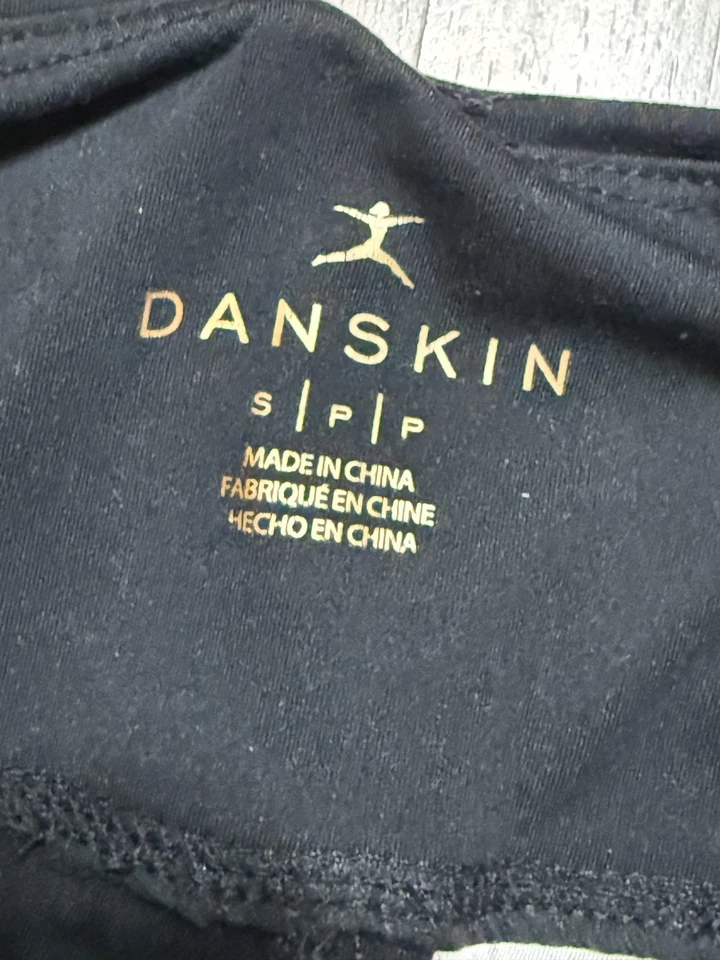 DANSKIN
S|P|P
MADE IN CHINA
FABRIQUÉ EN CHINE
HECHO EN CHINA